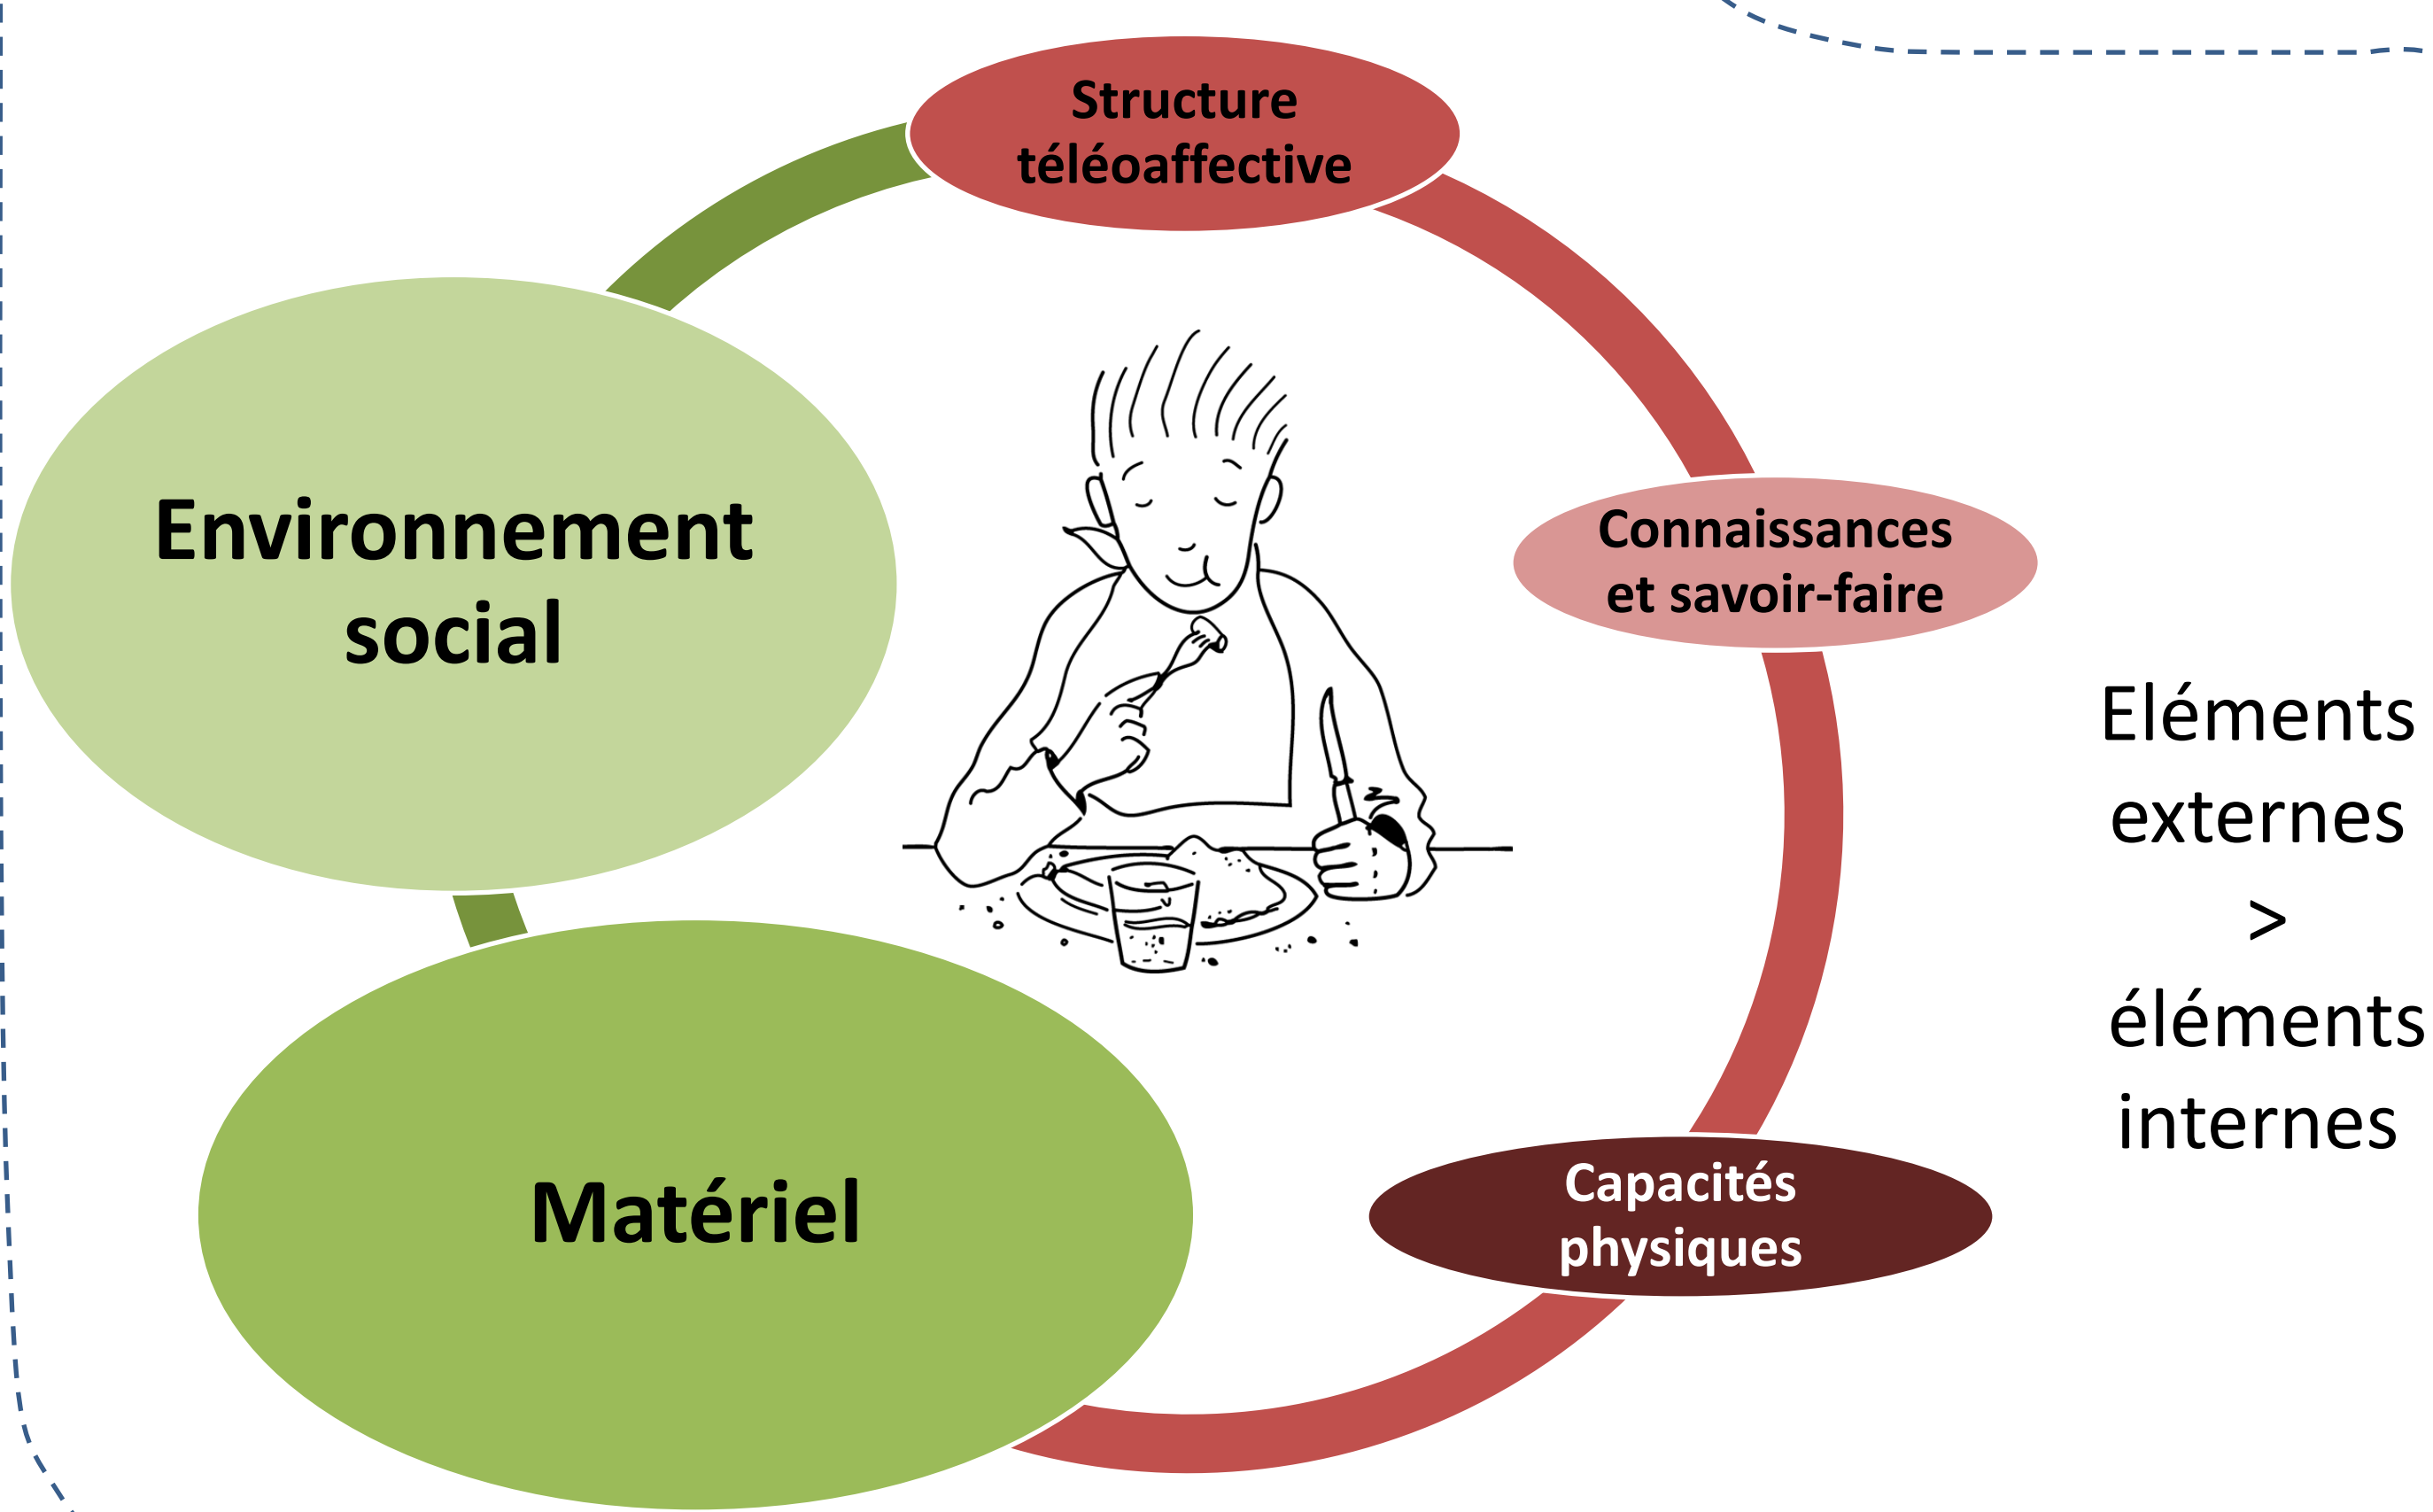 Structure
téléoaffective
Environnement
social
Connaissances
et savoir-faire
Matériel
Capacités
physiques
Eléments
externes
>
éléments
internes